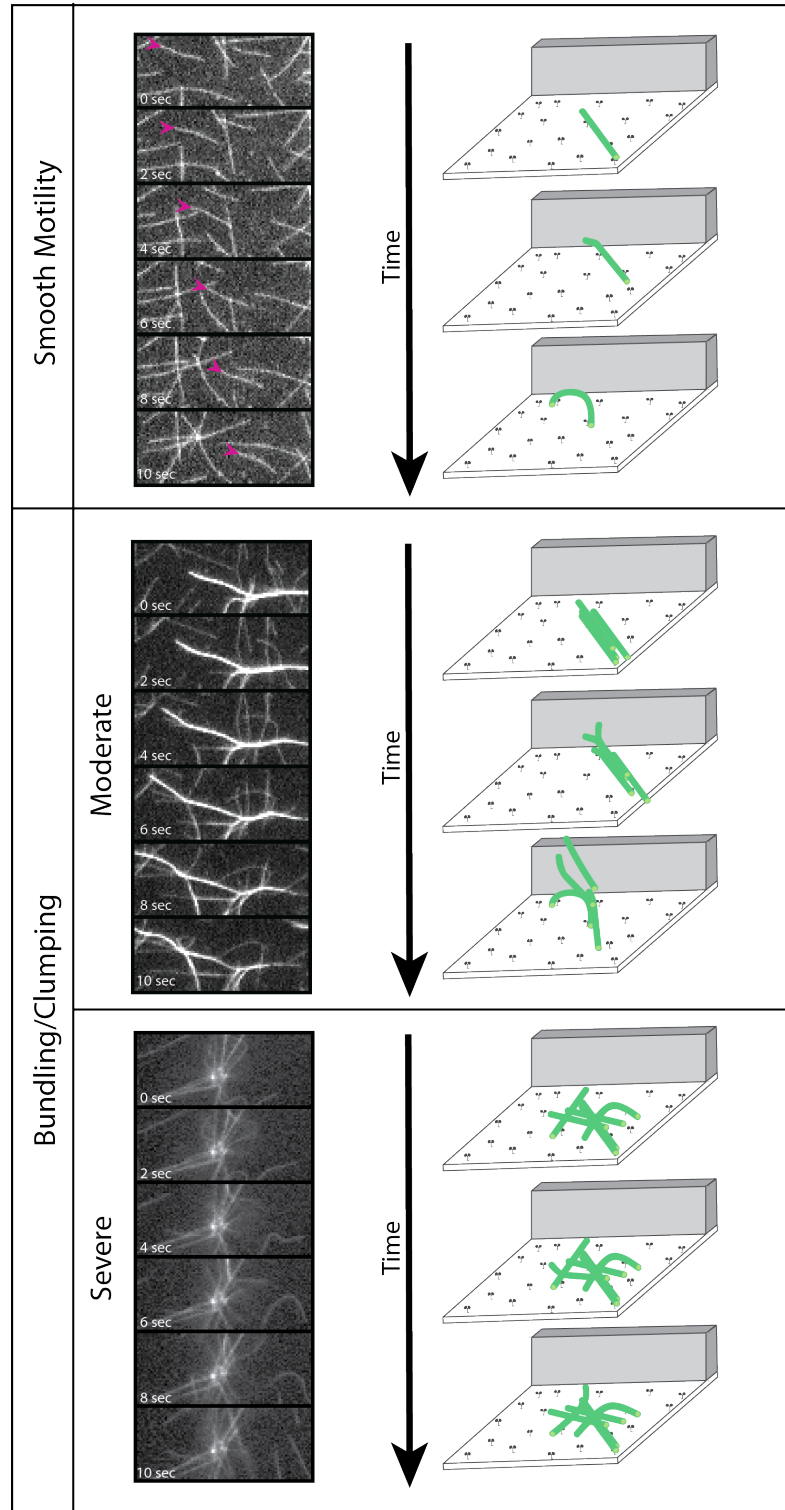 Smooth Motility
0 sec
2 sec
4 sec
6 sec
8 sec
10 sec
Time
Bundling/Clumping
Moderate
0 sec
2 sec
4 sec
6 sec
8 sec
10 sec
Time
Severe
0 sec
2 sec
4 sec
6 sec
8 sec
10 sec
Time